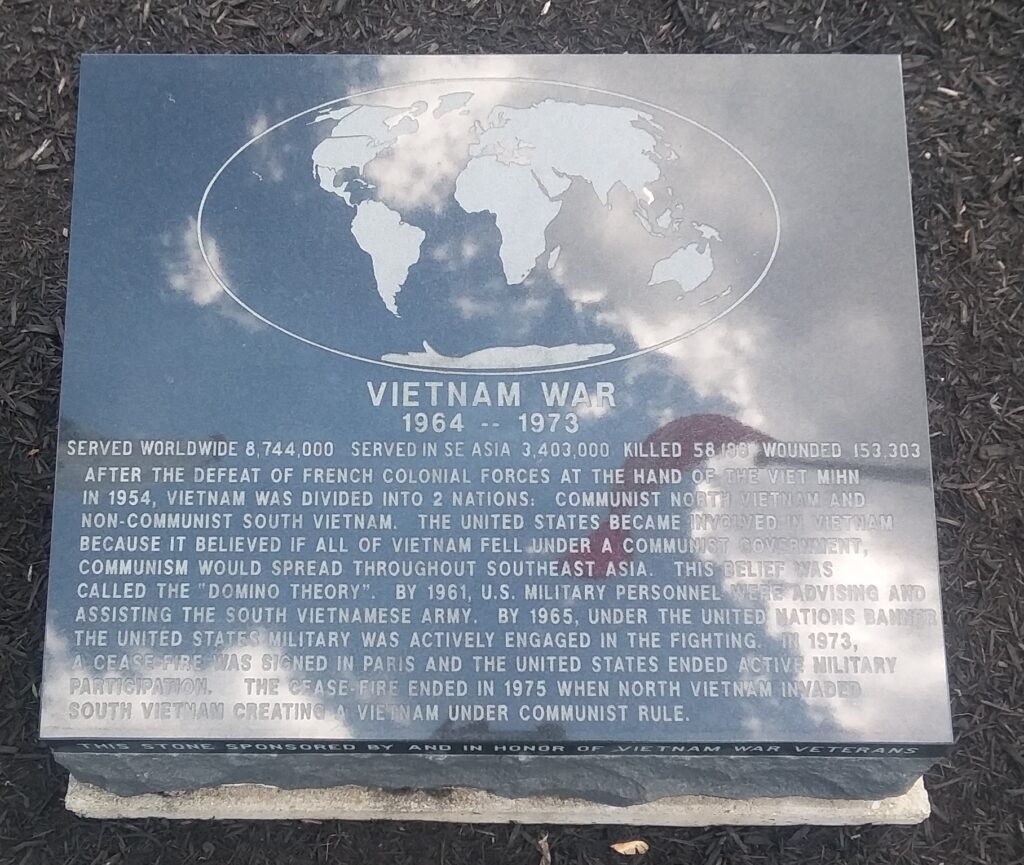 VIETNAM WAR
1964 -- 1973
SERVED WORLDWIDE 8,744,000 SERVED IN SE ASIA 3,403,000 KILLED WOUNDED 153,303
AFTER THE DEFEAT OF FRENCH COLONIAL FORCES AT THE HAND OF THE VIET MIHN
IN 1954, VIETNAM WAS DIVIDED INTO 2 NATIONS: COMMUNIST NORTH VIETNAM AND
NON-COMMUNIST SOUTH VIETNAM. THE UNITED STATES BECAME INVOLVED IN VIETNAM
BECAUSE IT BELIEVED IF ALL OF VIETNAM FELL UNDER A COMMUNIST GOVERNMENT,
COMMUNISM WOULD SPREAD THROUGHOUT SOUTHEAST ASIA. THIS BELIEF WAS
CALLED THE "DOMINO THEORY". BY 1961, U.S. MILITARY PERSONNEL WERE ADVISING AND
ASSISTING THE SOUTH VIETNAMESE ARMY. BY 1965, UNDER THE UNITED NATIONS BANNER
THE UNITED STATES MILITARY WAS ACTIVELY ENGAGED IN THE FIGHTING. IN 1973,
A CEASE-FIRE WAS SIGNED IN PARIS AND THE UNITED STATES ENDED ACTIVE MILITARY
PARTICIPATION. THE CEASE-FIRE ENDED IN 1975 WHEN NORTH VIETNAM INVADED
SOUTH VIETNAM CREATING A VIETNAM UNDER COMMUNIST RULE.
THIS STONE SPONSORED BY AND IN HONOR OF VIETNAM WAR VETERANS